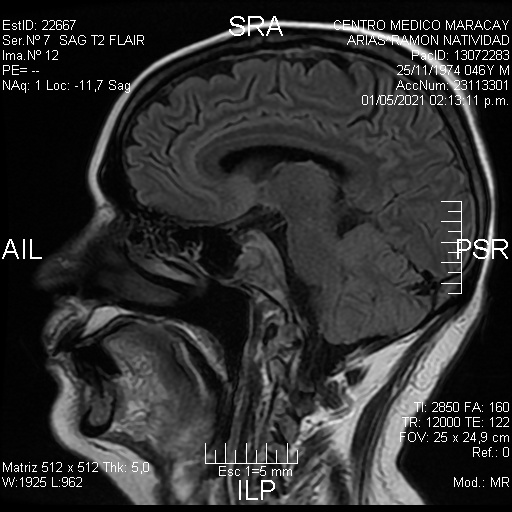 EstID: 22667
Ser.Nº 7 SAG T2 FLAIR
Ima.Nº 12
PE= --
NAq: 1 Loc: -11,7 Sag
SRA
CENTRO MEDICO MARACAY
ARIAS RAMON NATIVIDAD
PacID: 13072283
25/11/1974 046Y M
AccNum: 23113301
01/05/2021 02:13:11 p.m.
AIL
PSR
TI: 2850 FA: 160
TR: 12000 TE: 122
FOV: 25 x 24,9 cm
Ref.: 0
Mod.: MR
Matriz 512 x 512 Thk: 5,0
W:1925 L:962
Esc 1=5 mm
ILP